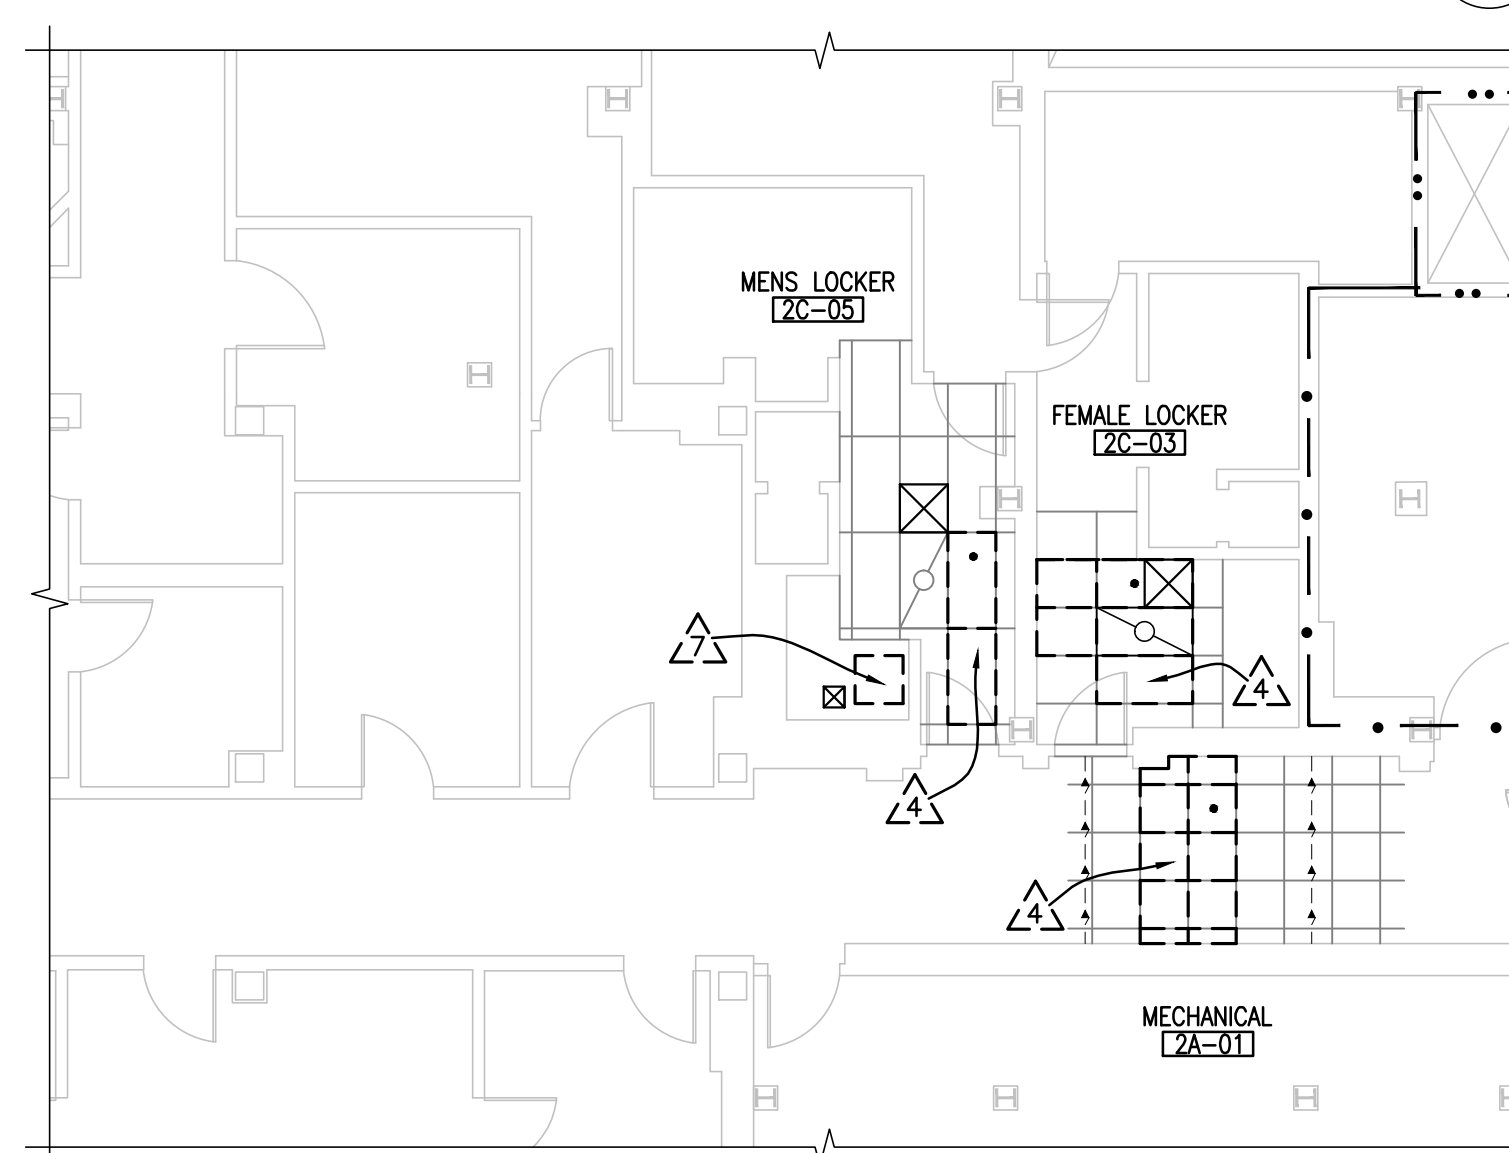 MENS LOCKER
2C-05
FEMALE LOCKER
2C-03
7
4
4
4
MECHANICAL
2A-01